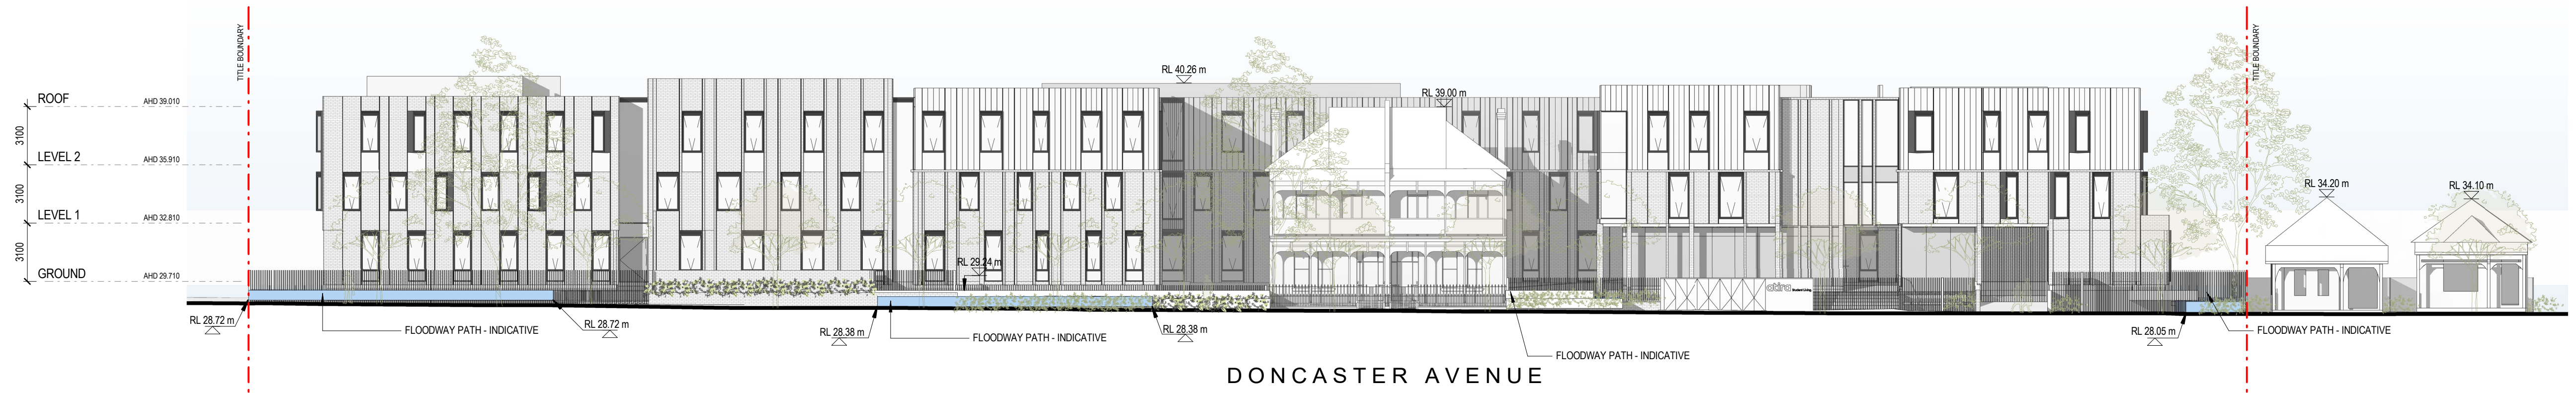 TITLE BOUNDARY
TITLE BOUNDARY
RL 40.26 m
RL 39.00 m
ROOF
AHD 39.010
3100
LEVEL 2
AHD 35.910
3100
LEVEL 1
AHD 32.810
3100
GROUND
AHD 29.710
RL 34.20 m
RL 34.10 m
RL 29.24 m
atira Student Living
RL 28.72 m
FLOODWAY PATH - INDICATIVE
RL 28.72 m
RL 28.38 m
FLOODWAY PATH - INDICATIVE
RL 28.38 m
FLOODWAY PATH - INDICATIVE
RL 28.05 m
FLOODWAY PATH - INDICATIVE
DONCASTER AVENUE